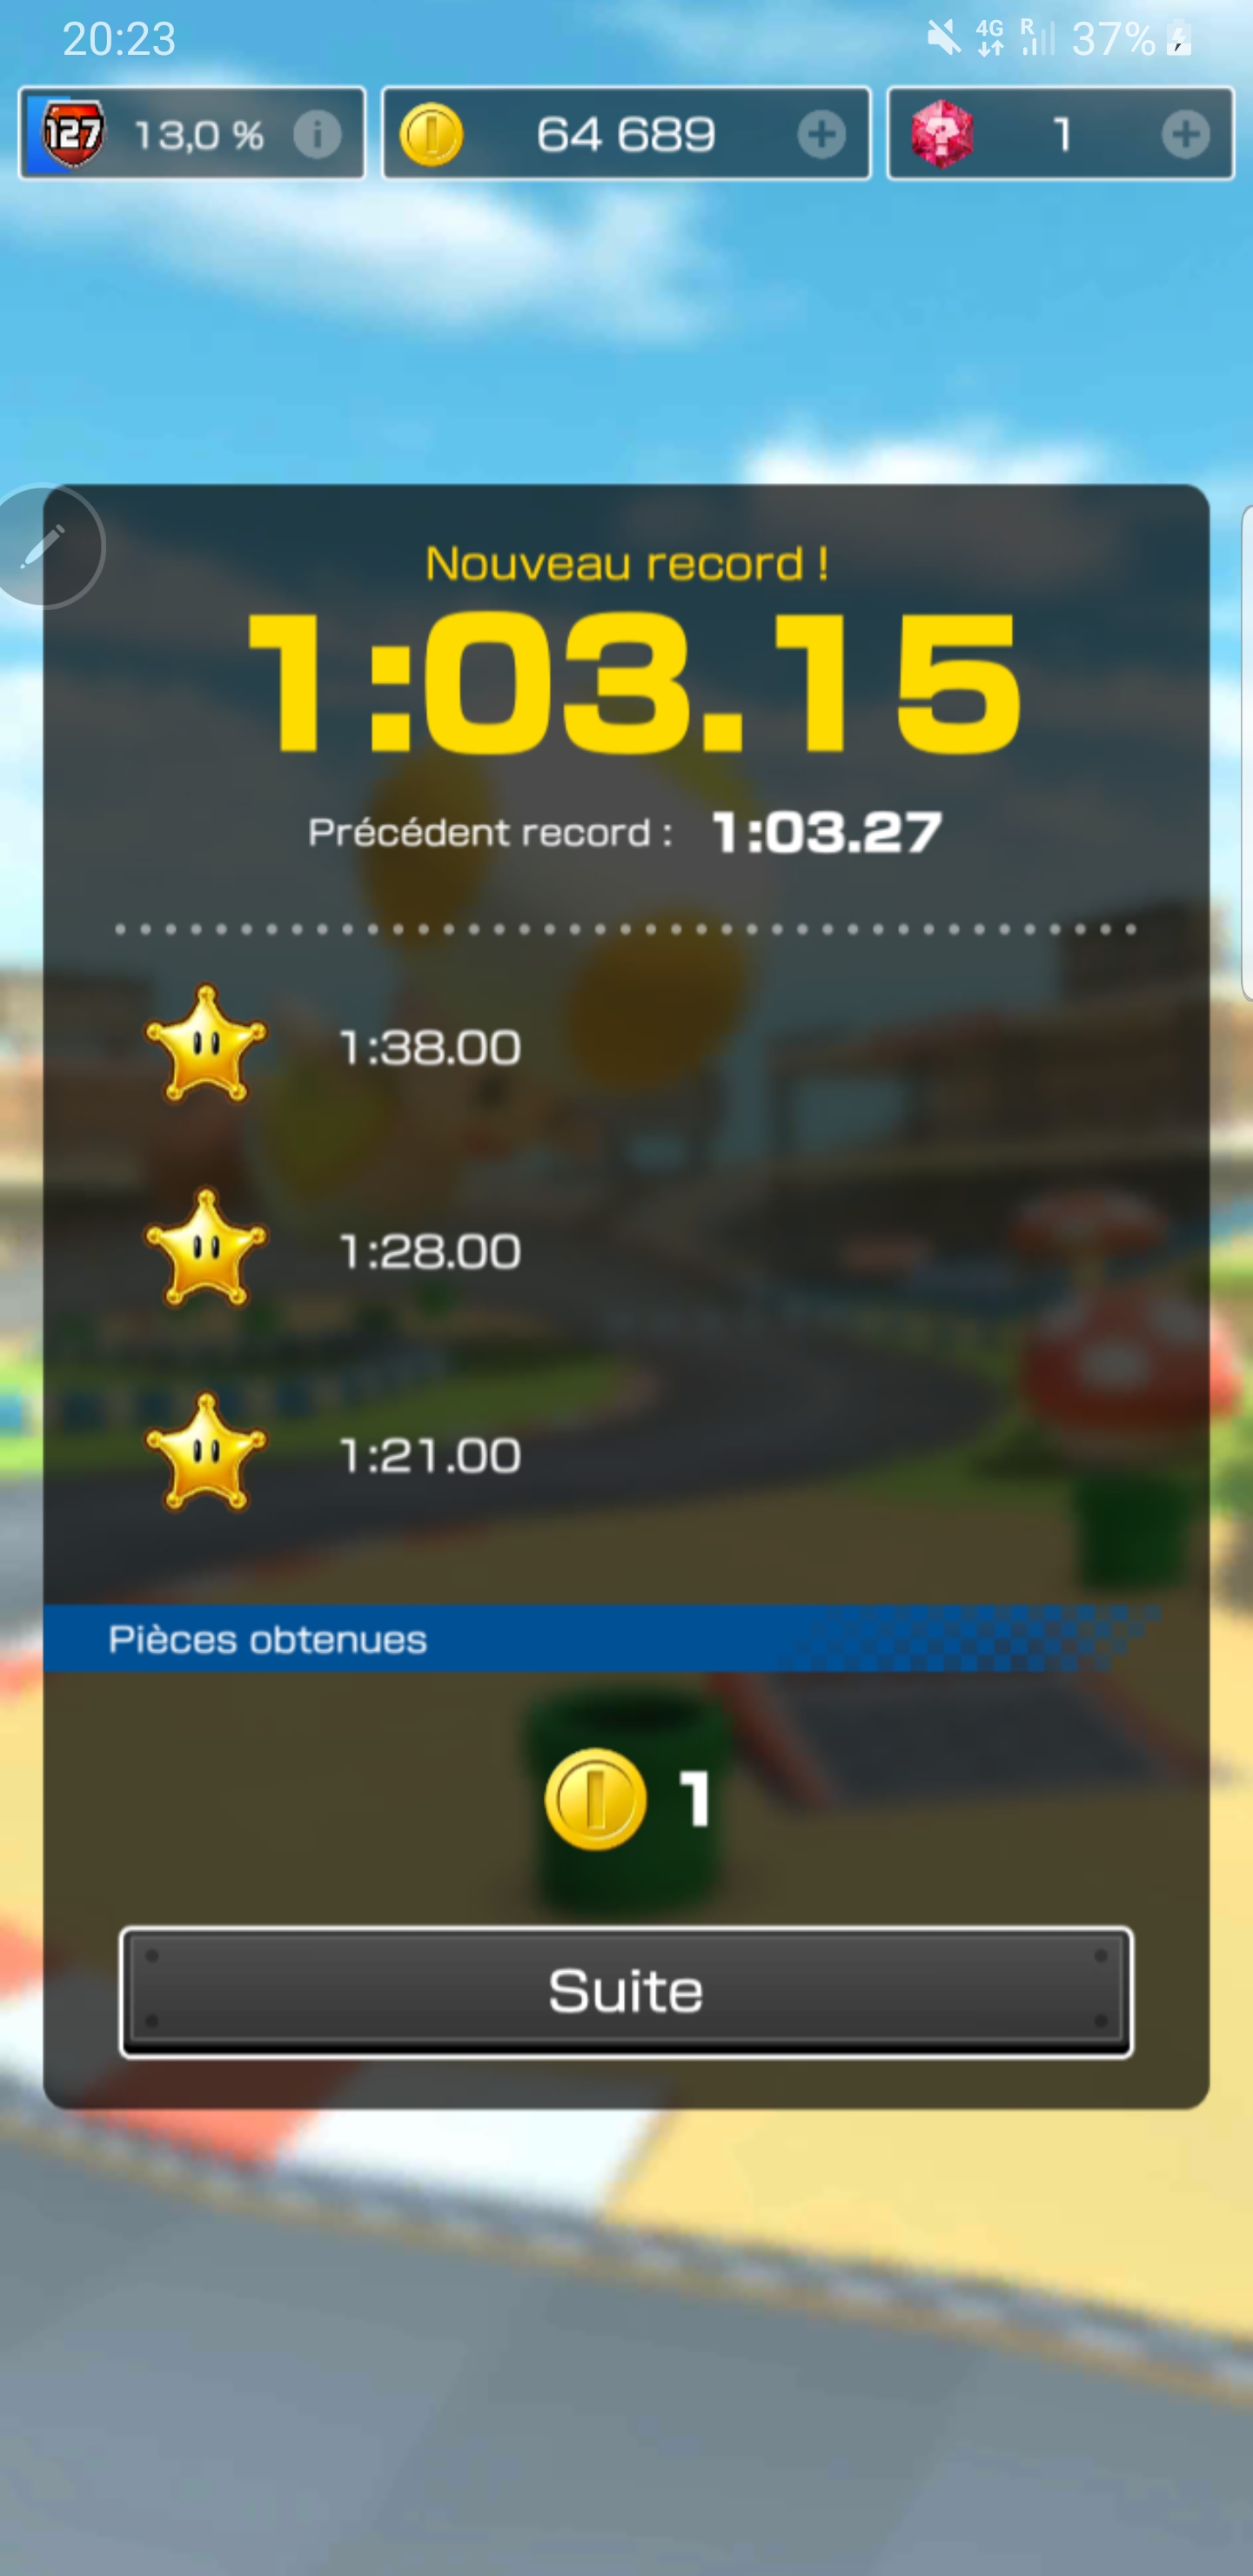 20:23
4G R 37%
127 13,0 % i 64 689 + ? 1 +
Nouveau record !
1:03.15
Précédent record : 1:03.27
1:38.00
1:28.00
1:21.00
Pièces obtenues
1
Suite